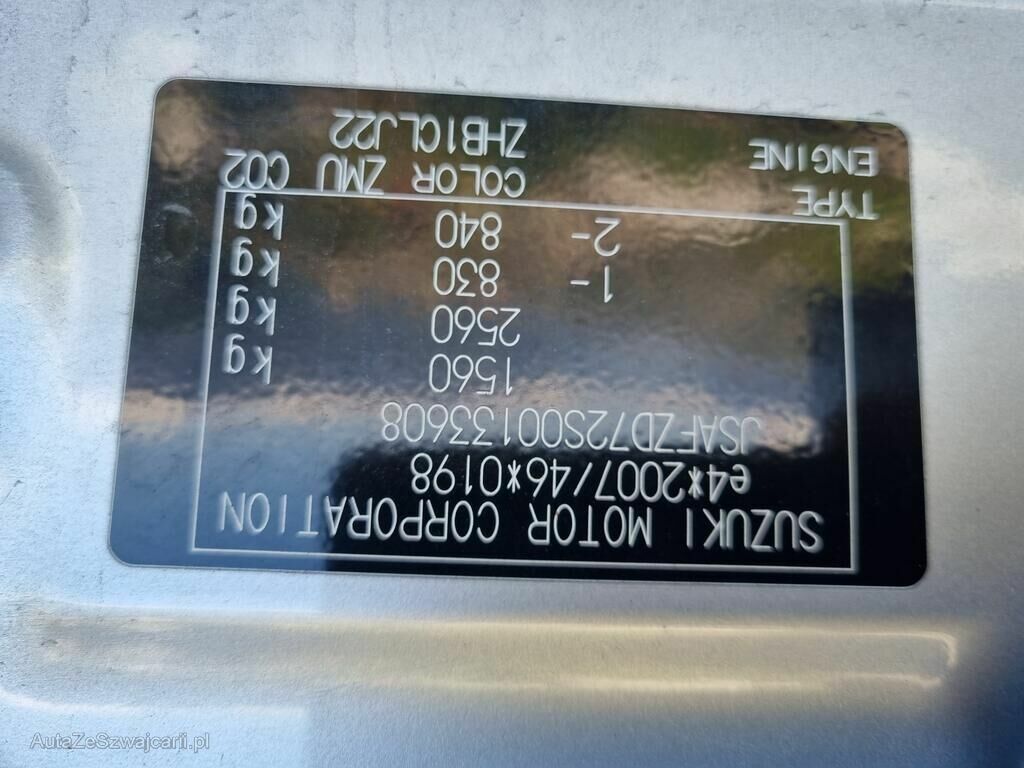 SUZUKI MOTOR CORPORATION
e4*2007/46*0198
JSAFZD72S00133608
1560 kg
2560 kg
1- 830 kg
2- 840 kg
TYPE COLOR ZMU CO2
ENGINE ZHB1CLJ22
AutaZeSzwajcarii.pl